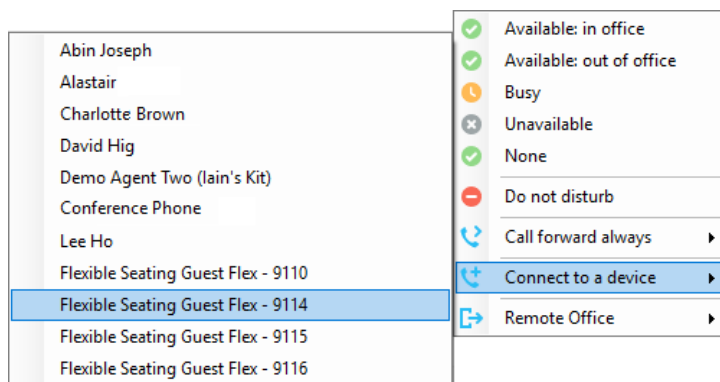 Abin Joseph
Alastair
Charlotte Brown
David Hig
Demo Agent Two (Iain's Kit)
Conference Phone
Lee Ho
Flexible Seating Guest Flex - 9110
Flexible Seating Guest Flex - 9114
Flexible Seating Guest Flex - 9115
Flexible Seating Guest Flex - 9116
Available: in office
Available: out of office
Busy
Unavailable
None
Do not disturb
Call forward always
Connect to a device
Remote Office